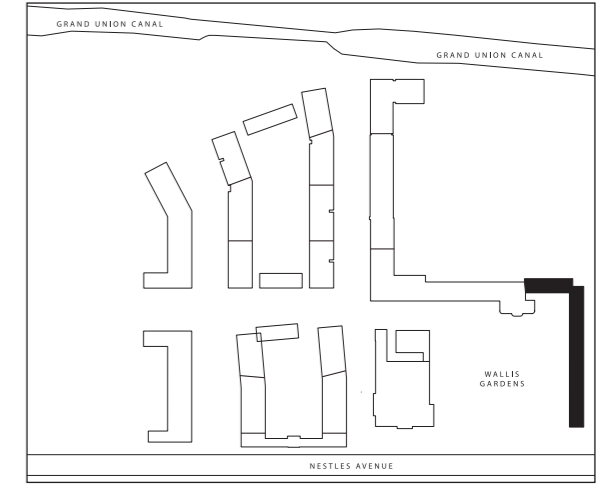 GRAND UNION CANAL
GRAND UNION CANAL
WALLIS
GARDENS
NESTLES AVENUE